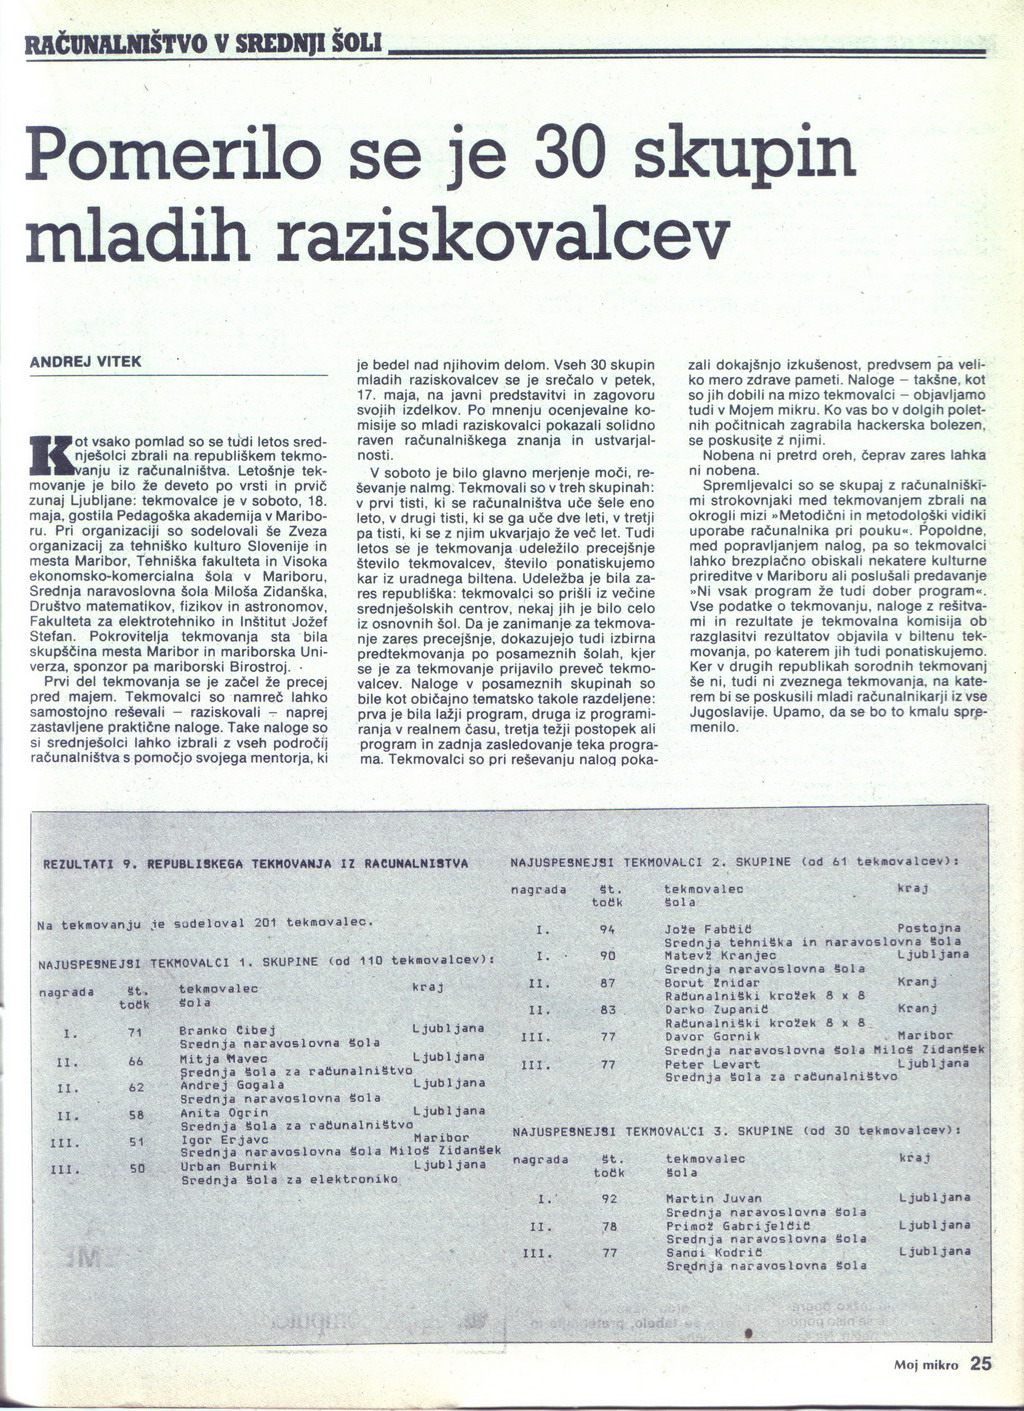 RAČUNALNIŠTVO V SREDNJI ŠOLI
Pomerilo se je 30 skupin
mladih raziskovalcev
ANDREJ VITEK
Kot vsako pomlad so se tudi letos sred-
nješolci zbrali na republiškem tekmo-
vanju iz računalništva. Letošnje tek-
movanje je bilo že deveto po vrsti in prvič
zunaj Ljubljane: tekmovalce je v soboto, 18.
maja, gostila Pedagoška akademija v Maribo-
ru. Pri organizaciji so sodelovali še Zveza
organizacij za tehniško kulturo Slovenije in
mesta Maribor, Tehniška fakulteta in Visoka
ekonomsko-komercialna šola v Mariboru,
Srednja naravoslovna šola Miloša Zidanška,
Društvo matematikov, fizikov in astronomov,
Fakulteta za elektrotehniko in Inštitut Jožef
Stefan. Pokrovitelja tekmovanja sta bila
skupščina mesta Maribor in mariborska Uni-
verza, sponzor pa mariborski Birostroj.
Prvi del tekmovanja se je začel že precej
pred majem. Tekmovalci so namreč lahko
samostojno reševali – raziskovali – naprej
zastavljene praktične naloge. Take naloge so
si srednješolci lahko izbrali z vseh področij
računalništva s pomočjo svojega mentorja, ki
je bedel nad njihovim delom. Vseh 30 skupin
mladih raziskovalcev se je srečalo v petek,
17. maja, na javni predstavitvi in zagovoru
svojih izdelkov. Po mnenju ocenjevalne ko-
misije so mladi raziskovalci pokazali solidno
raven računalniškega znanja in ustvarjal-
nosti.
V soboto je bilo glavno merjenje moči, re-
ševanje nalmg. Tekmovali so v treh skupinah:
v prvi tisti, ki se računalništva uče šele eno
leto, v drugi tisti, ki se ga uče dve leti, v tretji
pa tisti, ki se z njim ukvarjajo že več let. Tudi
letos se je tekmovanja udeležilo precejšnje
število tekmovalcev, število ponatiskujemo
kar iz uradnega biltena. Udeležba je bila za-
res republiška: tekmovalci so prišli iz večine
srednješolskih centrov, nekaj jih je bilo celo
iz osnovnih šol. Da je zanimanje za tekmova-
nje zares precejšnje, dokazujejo tudi izbirna
predtekmovanja po posameznih šolah, kjer
se je za tekmovanje prijavilo preveč tekmo-
valcev. Naloge v posameznih skupinah so
bile kot običajno tematsko takole razdeljene:
prva je bila lažji program, druga iz programi-
ranja v realnem času, tretja težji postopek ali
program in zadnja zasledovanje teka progra-
ma. Tekmovalci so pri reševanju nalog poka-
zali dokajšnjo izkušenost, predvsem pa veli-
ko mero zdrave pameti. Naloge – takšne, kot
so jih dobili na mizo tekmovalci – objavljamo
tudi v Mojem mikru. Ko vas bo v dolgih polet-
nih počitnicah zagrabila hackerska bolezen,
se poskusite z njimi.
Nobena ni pretrd oreh, čeprav zares lahka
ni nobena.
Spremljevalci so se skupaj z računalniški-
mi strokovnjaki med tekmovanjem zbrali na
okrogli mizi »Metodični in metodološki vidiki
uporabe računalnika pri pouku«. Popoldne,
med popravljanjem nalog, pa so tekmovalci
lahko brezplačno obiskali nekatere kulturne
prireditve v Mariboru ali poslušali predavanje
»Ni vsak program že tudi dober program«.
Vse podatke o tekmovanju, naloge z rešitva-
mi in rezultate je tekmovalna komisija ob
razglasitvi rezultatov objavila v biltenu tek-
movanja, po katerem jih tudi ponatiskujemo.
Ker v drugih republikah sorodnih tekmovanj
še ni, tudi ni zveznega tekmovanja, na kate-
rem bi se poskusili mladi računalnikarji iz vse
Jugoslavije. Upamo, da se bo to kmalu spre-
menilo.
REZULTATI 9. REPUBLIŠKEGA TEKMOVANJA IZ RAČUNALNIŠTVA
Na tekmovanju je sodeloval 201 tekmovalec.
NAJUSPEŠNEJŠI TEKMOVALCI 1. SKUPINE (od 110 tekmovalcev):
nagrada št. tekmovalec kraj
točk šola
I. 71 Branko Čibej Ljubljana
Srednja naravoslovna šola
II. 66 Mitja Mavec Ljubljana
Srednja šola za računalništvo
II. 62 Andrej Gogala Ljubljana
Srednja naravoslovna šola
II. 58 Anita Ogrin Ljubljana
Srednja šola za računalništvo
III. 51 Igor Erjavc Maribor
Srednja naravoslovna šola Miloš Zidanšek
III. 50 Urban Burnik Ljubljana
Srednja šola za elektroniko
NAJUSPEŠNEJŠI TEKMOVALCI 2. SKUPINE (od 61 tekmovalcev):
nagrada št. tekmovalec kraj
točk šola
I. 94 Jože Fabčič Postojna
Srednja tehniška in naravoslovna šola
I. 90 Matevž Kranjec Ljubljana
Srednja naravoslovna šola
II. 87 Borut Žnidar Kranj
Računalniški krožek 8 x 8
II. 83 Darko Zupanič Kranj
Računalniški krožek 8 x 8
III. 77 Davor Gornik Maribor
Srednja naravoslovna šola Miloš Zidanšek
III. 77 Peter Levart Ljubljana
Srednja šola za računalništvo
NAJUSPEŠNEJŠI TEKMOVALCI 3. SKUPINE (od 30 tekmovalcev):
nagrada št. tekmovalec kraj
točk šola
I. 92 Martin Juvan Ljubljana
Srednja naravoslovna šola
II. 78 Primož Gabrijelčič Ljubljana
Srednja naravoslovna šola
III. 77 Sandi Kodrič Ljubljana
Srednja naravoslovna šola
Moj mikro 25